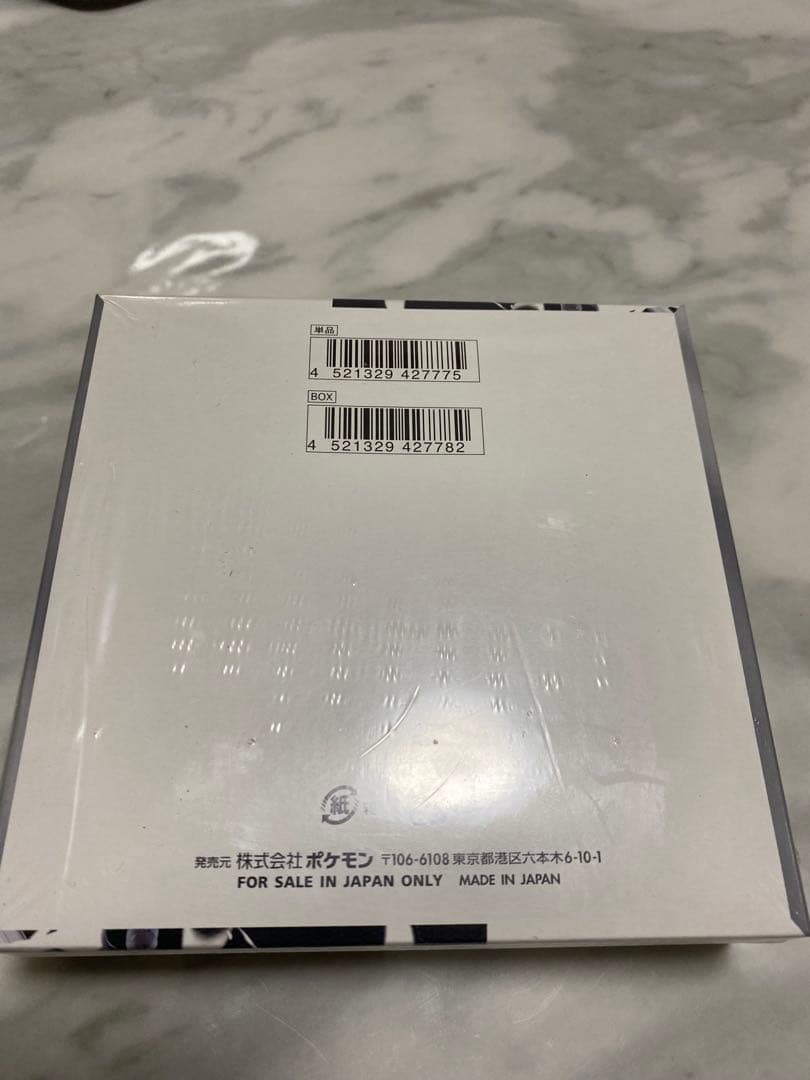 単品
4 521329 427775
BOX
4 521329 427782
紙
発売元 株式会社 ポケモン 〒106-6108 東京都港区六本木6-10-1
FOR SALE IN JAPAN ONLY MADE IN JAPAN